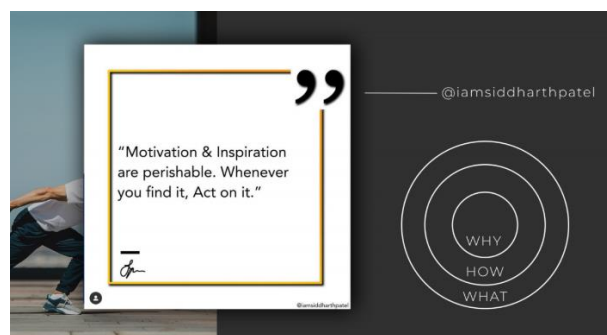 “Motivation & Inspiration
are perishable. Whenever
you find it, Act on it.”
@iamsiddharthpatel
@iamsiddharthpatel
WHY
HOW
WHAT